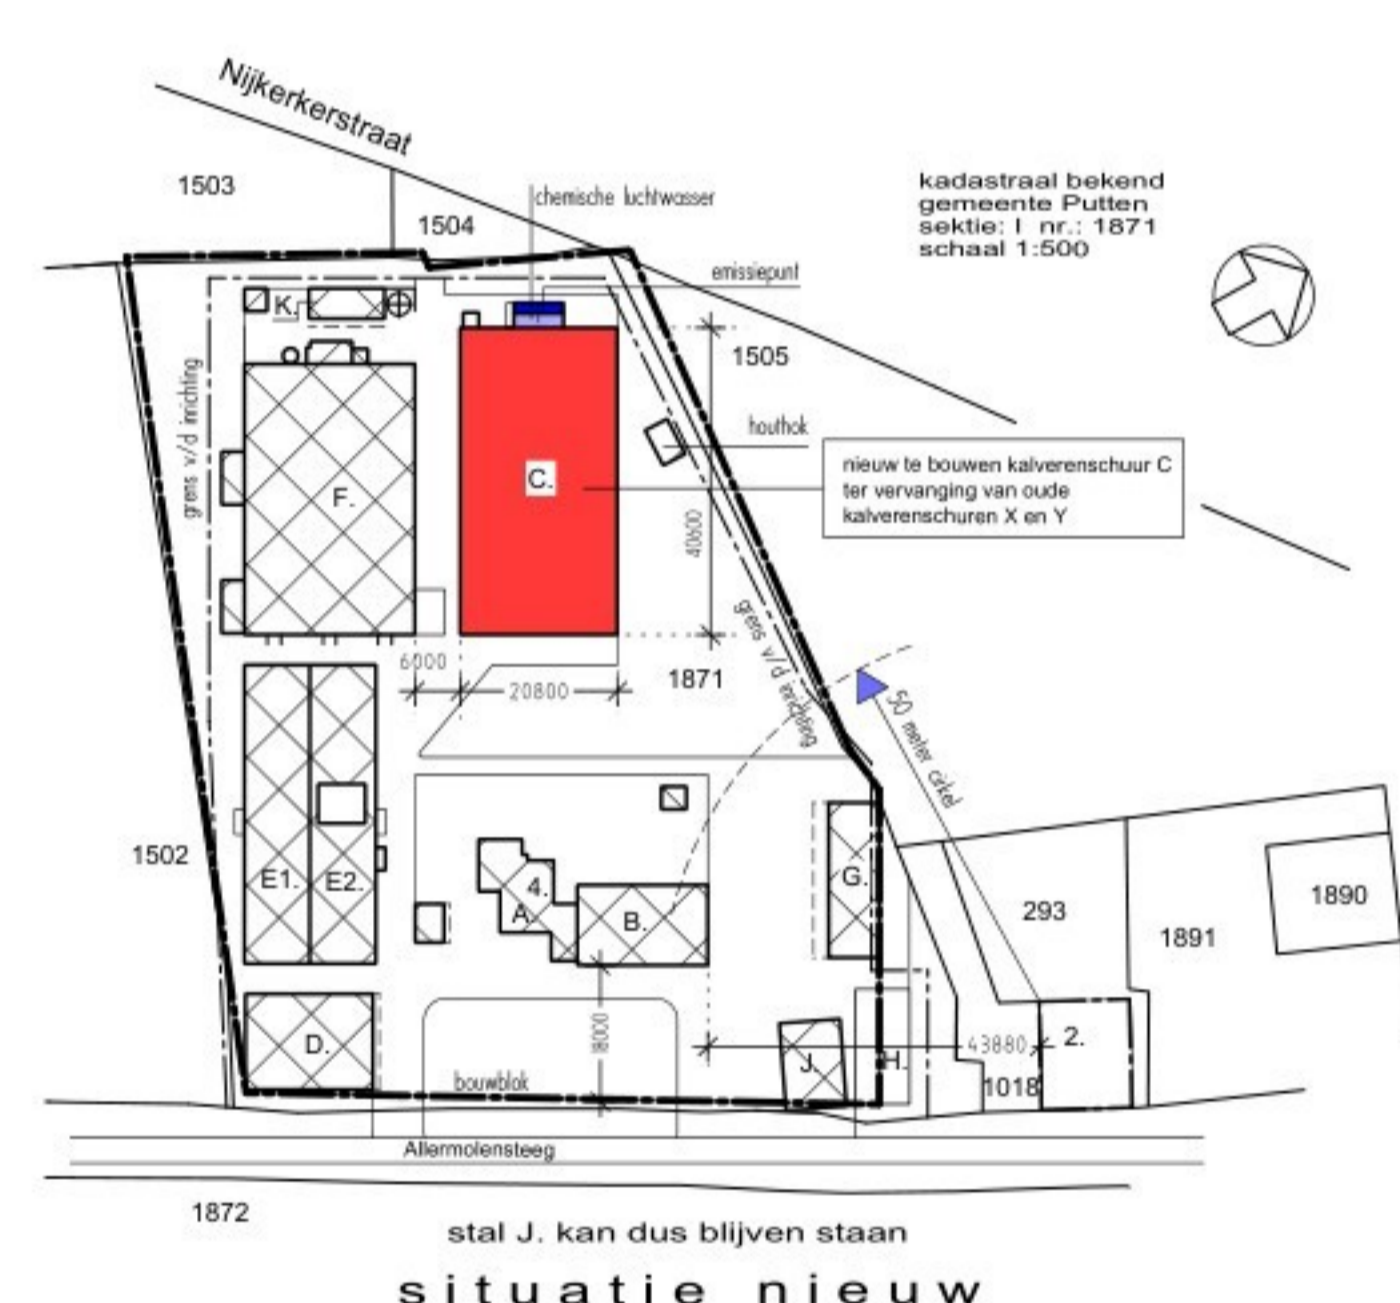 Nijkerkerstraat
1503
1504
chemische luchtwasser
kadastraal bekend
gemeente Putten
sektie: I nr.: 1871
schaal 1:500
emissiepunt
K.
1505
grens v/d inrichting
houthok
nieuw te bouwen kalverenschuur C
ter vervanging van oude
kalverenschuren X en Y
C.
F.
40600
grens v/d inrichting
6000
20800
1871
50 meter cirkel
1502
E1.
E2.
4.
A.
B.
G.
293
1890
1891
18000
D.
J.
H.
43880
2.
1018
bouwblok
Allermolensteeg
1872
stal J. kan dus blijven staan
situatie nieuw